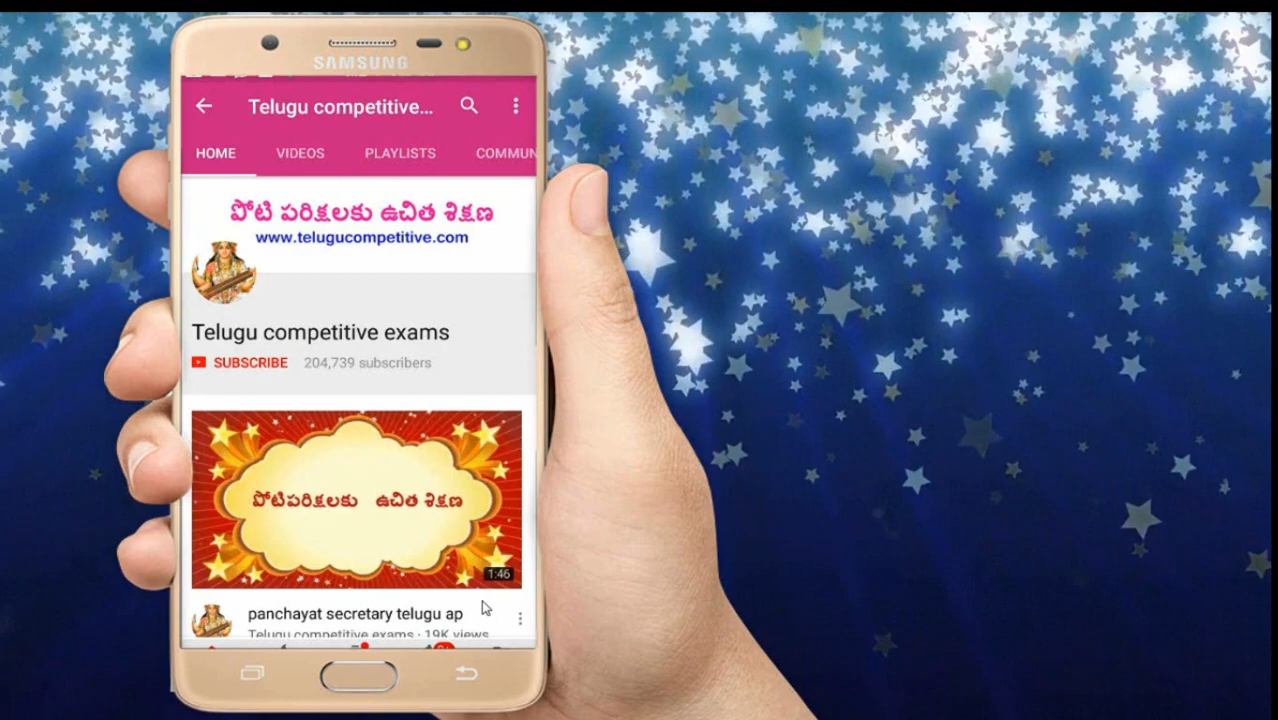 SAMSUNG
Telugu competitive...
HOME VIDEOS PLAYLISTS COMMUN
పోటి పరిక్షలకు ఉచిత శిక్షణ
www.telugucompetitive.com
Telugu competitive exams
SUBSCRIBE 204,739 subscribers
పోటిపరిక్షలకు ఉచిత శిక్షణ
1:46
panchayat secretary telugu ap
Telugu competitive exams · 19K views